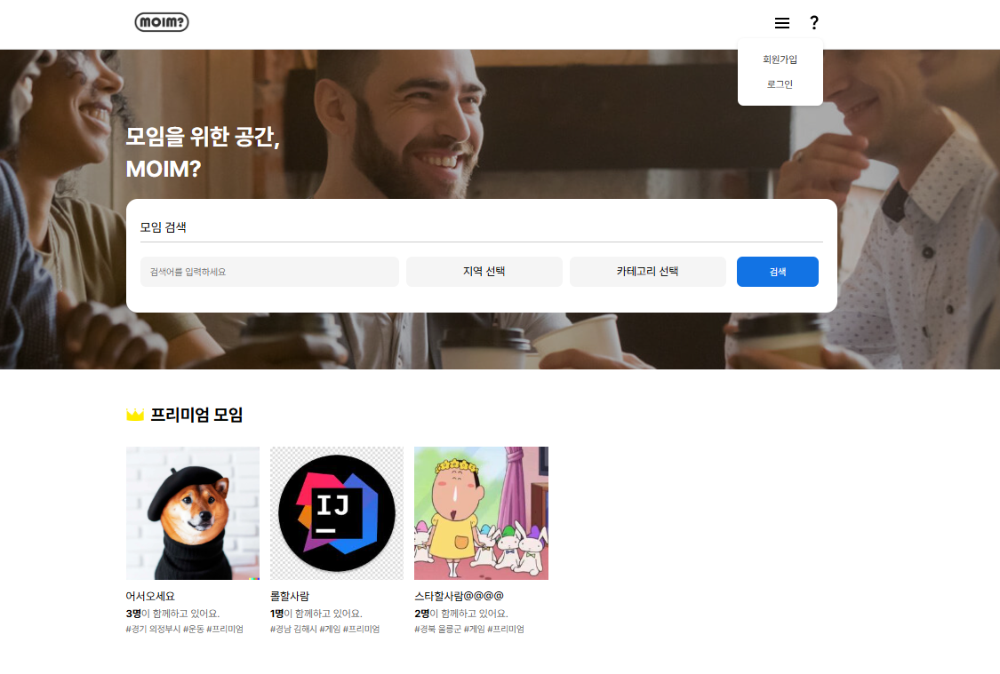 MOIM?
?
회원가입
로그인
모임을 위한 공간,
MOIM?
모임 검색
검색어를 입력하세요
지역 선택
카테고리 선택
검색
프리미엄 모임
IJ
어서오세요
3명이 함께하고 있어요.
#경기 의정부시 #운동 #프리미엄
롤할사람
1명이 함께하고 있어요.
#경남 김해시 #게임 #프리미엄
스타할사람@@@@
2명이 함께하고 있어요.
#경북 울릉군 #게임 #프리미엄